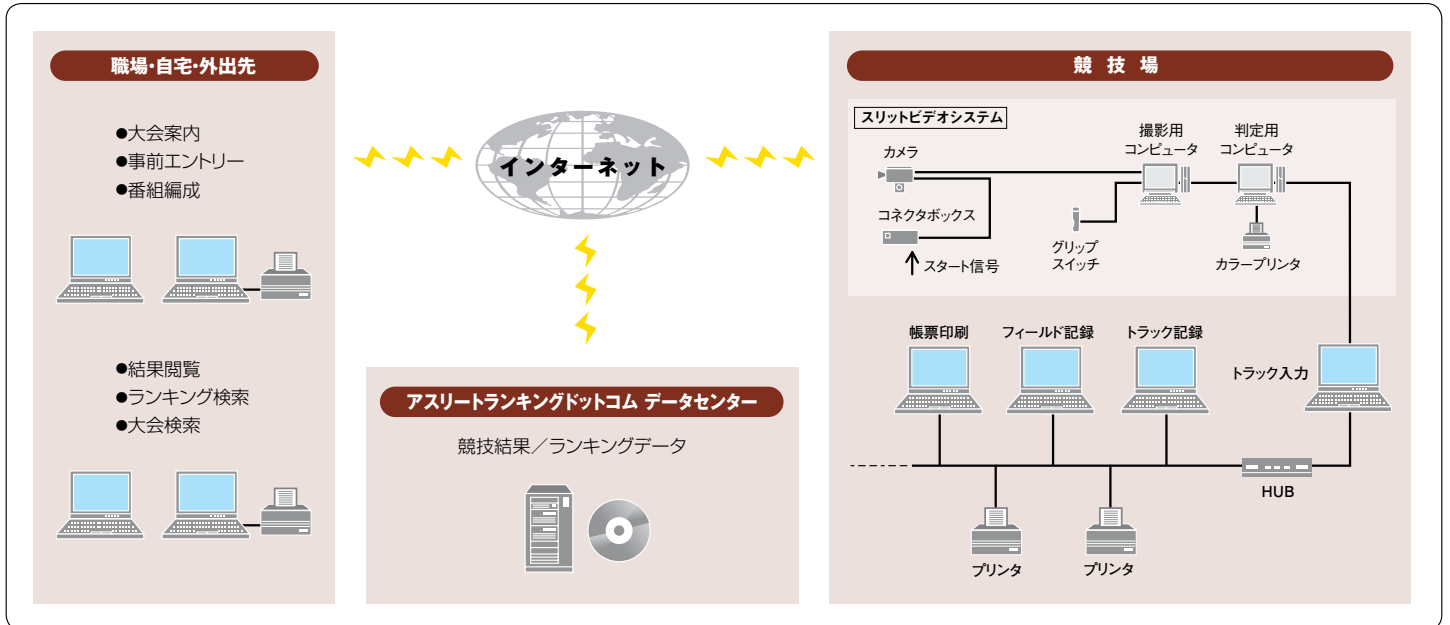 職場・自宅・外出先
●大会案内
●事前エントリー
●番組編成
●結果閲覧
●ランキング検索
●大会検索
インターネット
アスリートランキングドットコム データセンター
競技結果／ランキングデータ
競 技 場
スリットビデオシステム
カメラ
コネクタボックス
スタート信号
グリップ
スイッチ
撮影用
コンピュータ
判定用
コンピュータ
カラープリンタ
帳票印刷
フィールド記録
トラック記録
トラック入力
HUB
プリンタ
プリンタ